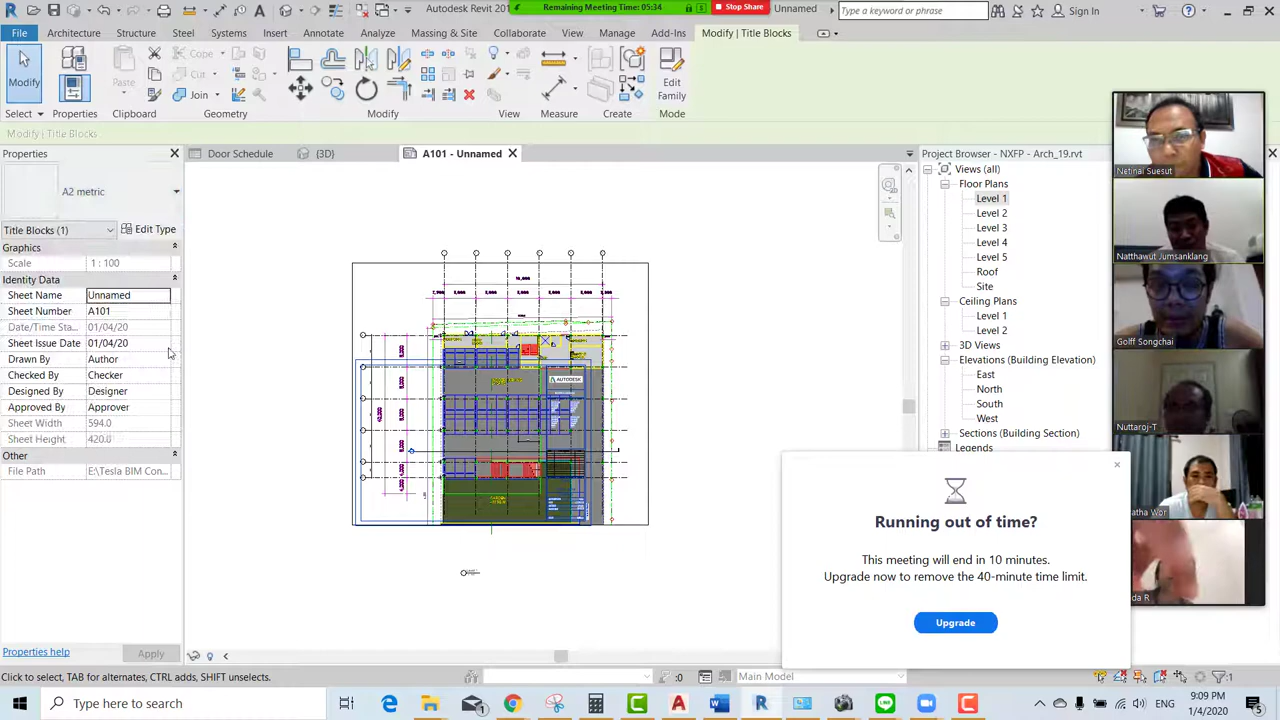 Autodesk Revit 201
Remaining Meeting Time: 05:34
Stop Share
Unnamed
Type a keyword or phrase
Sign In
File
Architecture
Steel
Systems
Insert
Annotate
Analyze
Massing & Site
Collaborate
View
Manage
Add-Ins
Modify | Title Blocks
Modify
Paste
Cope
Cut
Join
Edit
Family
Select
Properties
Clipboard
Geometry
Modify
View
Measure
Create
Mode
Modify | Title Blocks
Properties
Door Schedule
{3D}
A101 - Unnamed
Project Browser - NXFP - Arch_19.rvt
A2 metric
Title Blocks (1)
Edit Type
Graphics
Scale
1 : 100
Identity Data
Sheet Name
Unnamed
Sheet Number
A101
Date/Time Sta...
01/04/20
Sheet Issue Date
01/04/20
Drawn By
Author
Checked By
Checker
Designed By
Designer
Approved By
Approver
Sheet Width
594.0
Sheet Height
420.0
Other
File Path
E:\Tesla BIM Con...
Properties help
Apply
AUTODESK
Views (all)
Floor Plans
Level 1
Level 2
Level 3
Level 4
Level 5
Roof
Site
Ceiling Plans
Level 1
Level 2
3D Views
Elevations (Building Elevation)
East
North
South
West
Sections (Building Section)
Legends
Netinai Suesut
Natthawut Jumsanklang
Golff Songchai
Nuttaroj-T
ratha Wor
da R
Running out of time?
This meeting will end in 10 minutes.
Upgrade now to remove the 40-minute time limit.
Upgrade
Click to select, TAB for alternates, CTRL adds, SHIFT unselects.
:0
Main Model
:1
Type here to search
ENG
9:09 PM
1/4/2020